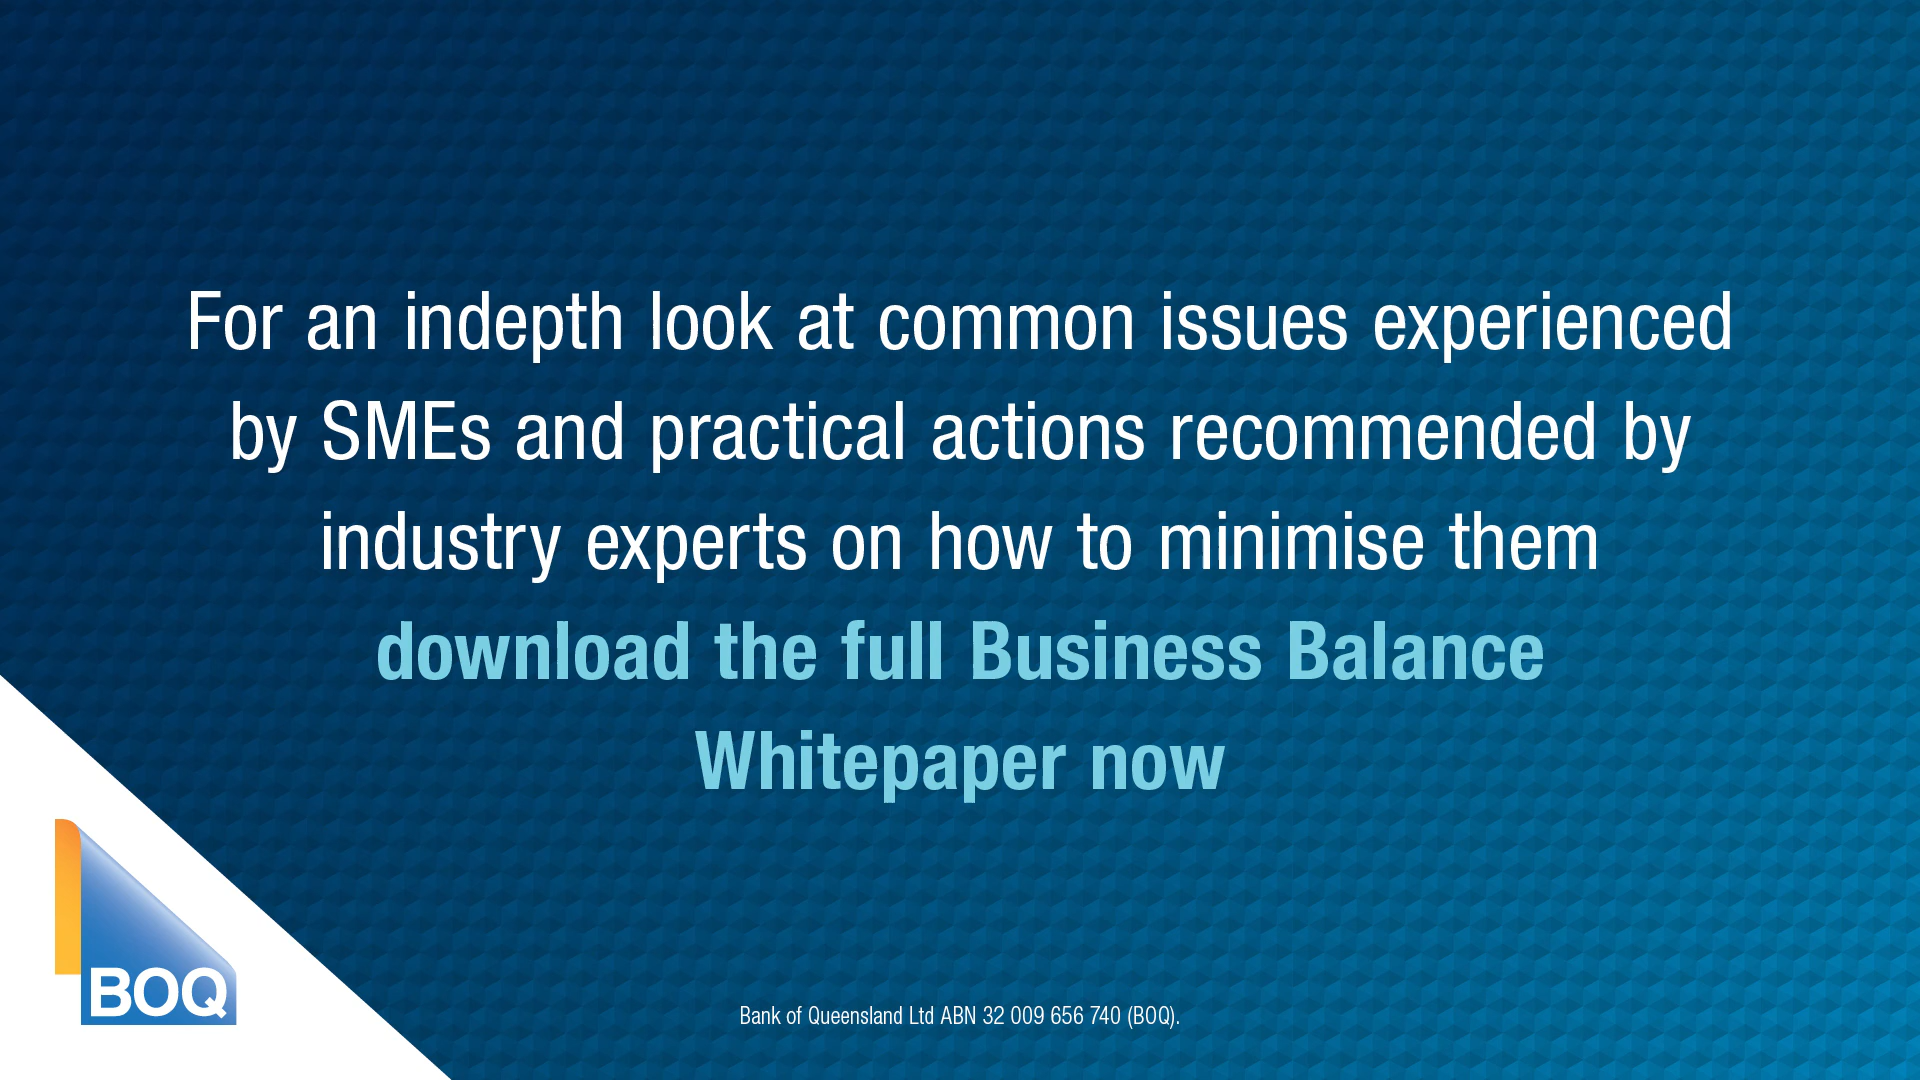 For an indepth look at common issues experienced
by SMEs and practical actions recommended by
industry experts on how to minimise them
download the full Business Balance
Whitepaper now
BOQ
Bank of Queensland Ltd ABN 32 009 656 740 (BOQ).